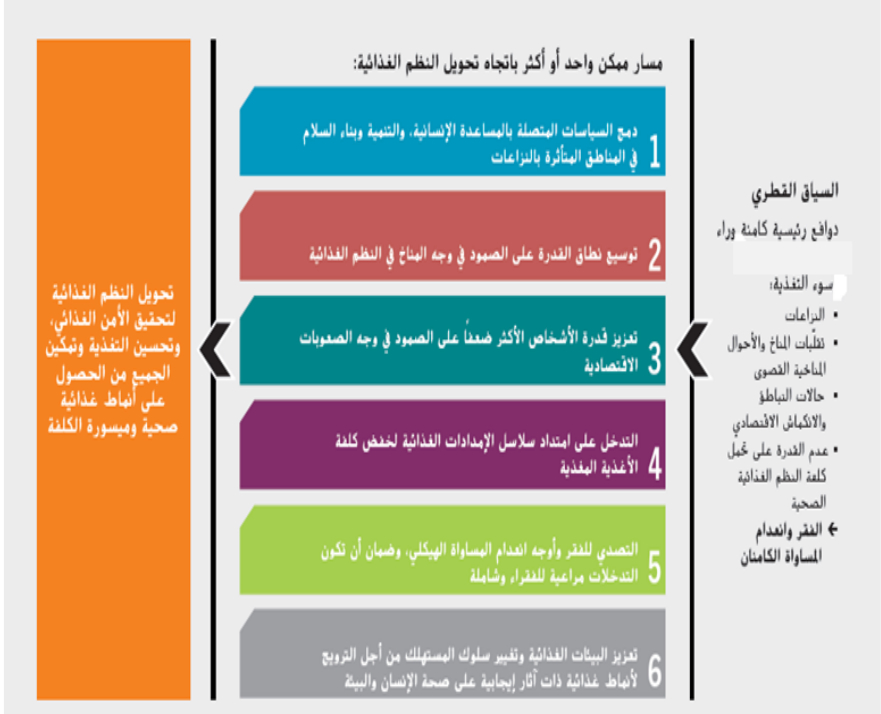 السياق القطري
دوافع رئيسية كامنة وراء
سوء التغذية:
• النزاعات
• تقلّبات المناخ والأحوال
المناخية القصوى
• حالات التباطؤ
والانكماش الاقتصادي
• عدم القدرة على تحمل
كلفة النظم الغذائية
الصحية
← الفقر وانعدام
المساواة الكامنان
مسار ممكن واحد أو أكثر باتجاه تحويل النظم الغذائية:
1 دمج السياسات المتصلة بالمساعدة الإنسانية، والتنمية وبناء السلام
في المناطق المتأثرة بالنزاعات
2 توسيع نطاق القدرة على الصمود في وجه المناخ في النظم الغذائية
3 تعزيز قدرة الأشخاص الأكثر ضعفًا على الصمود في وجه الصعوبات
الاقتصادية
4 التدخل على امتداد سلاسل الإمدادات الغذائية لخفض كلفة
الأغذية المغذية
5 التصدي للفقر وأوجه انعدام المساواة الهيكلي، وضمان أن تكون
التدخلات مراعية للفقراء وشاملة
6 تعزيز البيئات الغذائية وتغيير سلوك المستهلك من أجل الترويج
لأنماط غذائية ذات آثار إيجابية على صحة الإنسان والبيئة
تحويل النظم الغذائية
لتحقيق الأمن الغذائي،
وتحسين التغذية وتمكين
الجميع من الحصول
على أنماط غذائية
صحية وميسورة الكلفة